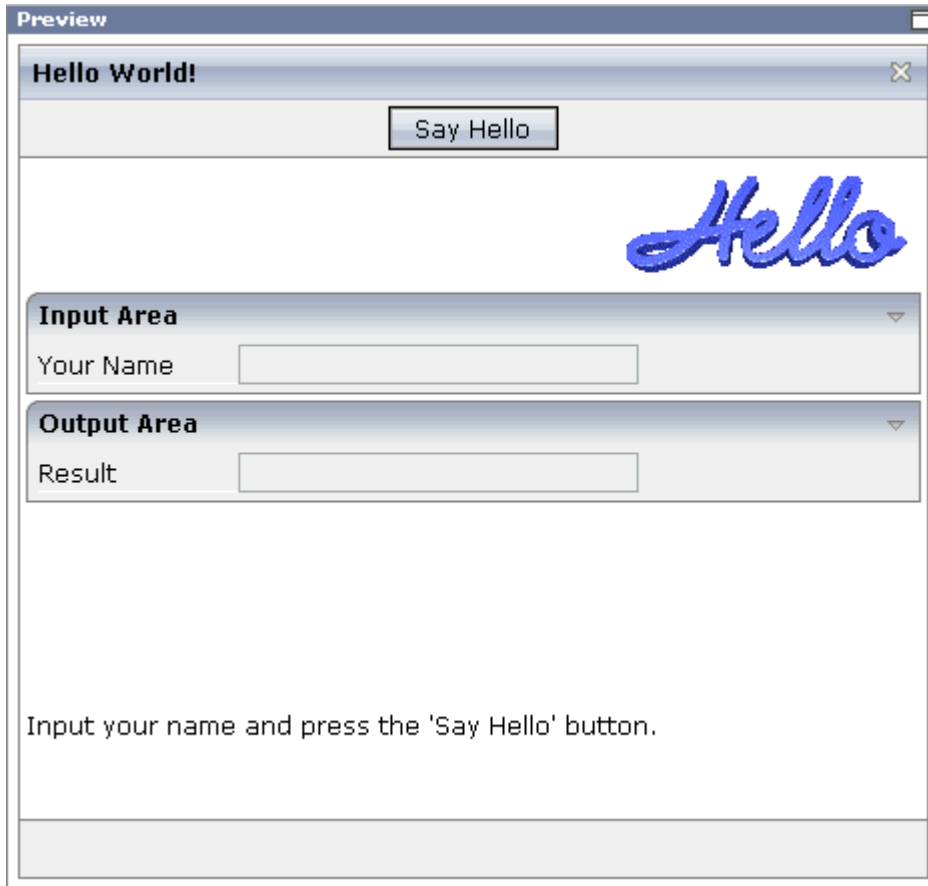 Preview
Hello World!
Say Hello
Hello
Input Area
Your Name
Output Area
Result
Input your name and press the 'Say Hello' button.